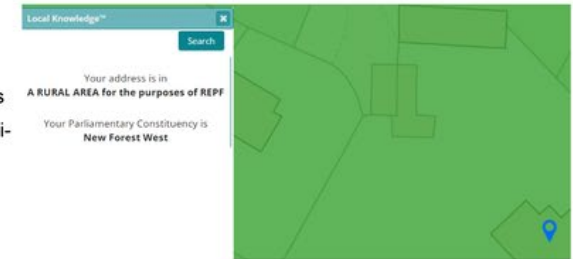 Local Knowledge™ x
Search
Your address is in
A RURAL AREA for the purposes of REPF
s
Your Parliamentary Constituency is
i-
New Forest West